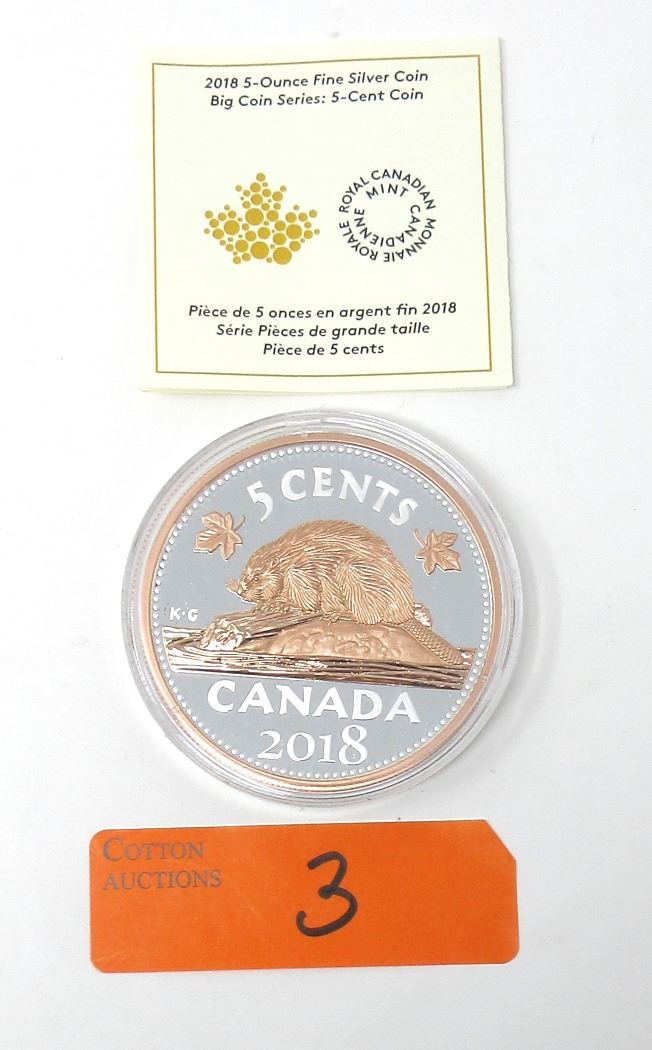 2018 5-Ounce Fine Silver Coin
Big Coin Series: 5-Cent Coin
ROYAL CANADIAN MINT
MONNAIE ROYALE CANADIENNE
Pièce de 5 onces en argent fin 2018
Série Pièces de grande taille
Pièce de 5 cents
5 CENTS
K·G
CANADA
2018
COTTON
AUCTIONS
3